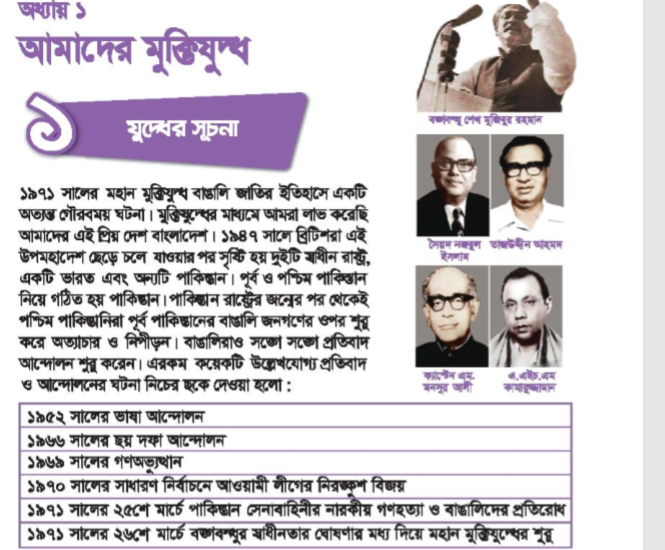 অধ্যায় ১
আমাদের মুক্তিযুদ্ধ
১ যুদ্ধের সূচনা
১৯৭১ সালের মহান মুক্তিযুদ্ধ বাঙালি জাতির ইতিহাসে একটি
অত্যন্ত গৌরবময় ঘটনা। মুক্তিযুদ্ধের মাধ্যমে আমরা লাভ করেছি
আমাদের এই প্রিয় দেশ বাংলাদেশ। ১৯৪৭ সালে ব্রিটিশরা এই
উপমহাদেশ ছেড়ে চলে যাওয়ার পর সৃষ্টি হয় দুইটি স্বাধীন রাষ্ট্র,
একটি ভারত এবং অন্যটি পাকিস্তান। পূর্ব ও পশ্চিম পাকিস্তান
নিয়ে গঠিত হয় পাকিস্তান। পাকিস্তান রাষ্ট্রের জন্মের পর থেকেই
পশ্চিম পাকিস্তানিরা পূর্ব পাকিস্তানের বাঙালি জনগণের ওপর শুরু
করে অত্যাচার ও নিপীড়ন। বাঙালিরাও সঙ্গে সঙ্গে প্রতিবাদ
আন্দোলন শুরু করেন। এরকম কয়েকটি উল্লেখযোগ্য প্রতিবাদ
ও আন্দোলনের ঘটনা নিচের ছকে দেওয়া হলো :
বঙ্গবন্ধু শেখ মুজিবুর রহমান
সৈয়দ নজরুল
ইসলাম
তাজউদ্দীন আহমদ
ক্যাপ্টেন এম.
মনসুর আলী
এ.এইচ.এম
কামারুজ্জামান
১৯৫২ সালের ভাষা আন্দোলন
১৯৬৬ সালের ছয় দফা আন্দোলন
১৯৬৯ সালের গণঅভ্যুত্থান
১৯৭০ সালের সাধারণ নির্বাচনে আওয়ামী লীগের নিরঙ্কুশ বিজয়
১৯৭১ সালের ২৫শে মার্চে পাকিস্তান সেনাবাহিনীর নারকীয় গণহত্যা ও বাঙালিদের প্রতিরোধ
১৯৭১ সালের ২৬শে মার্চে বঙ্গবন্ধুর স্বাধীনতার ঘোষণার মধ্য দিয়ে মহান মুক্তিযুদ্ধের শুরু